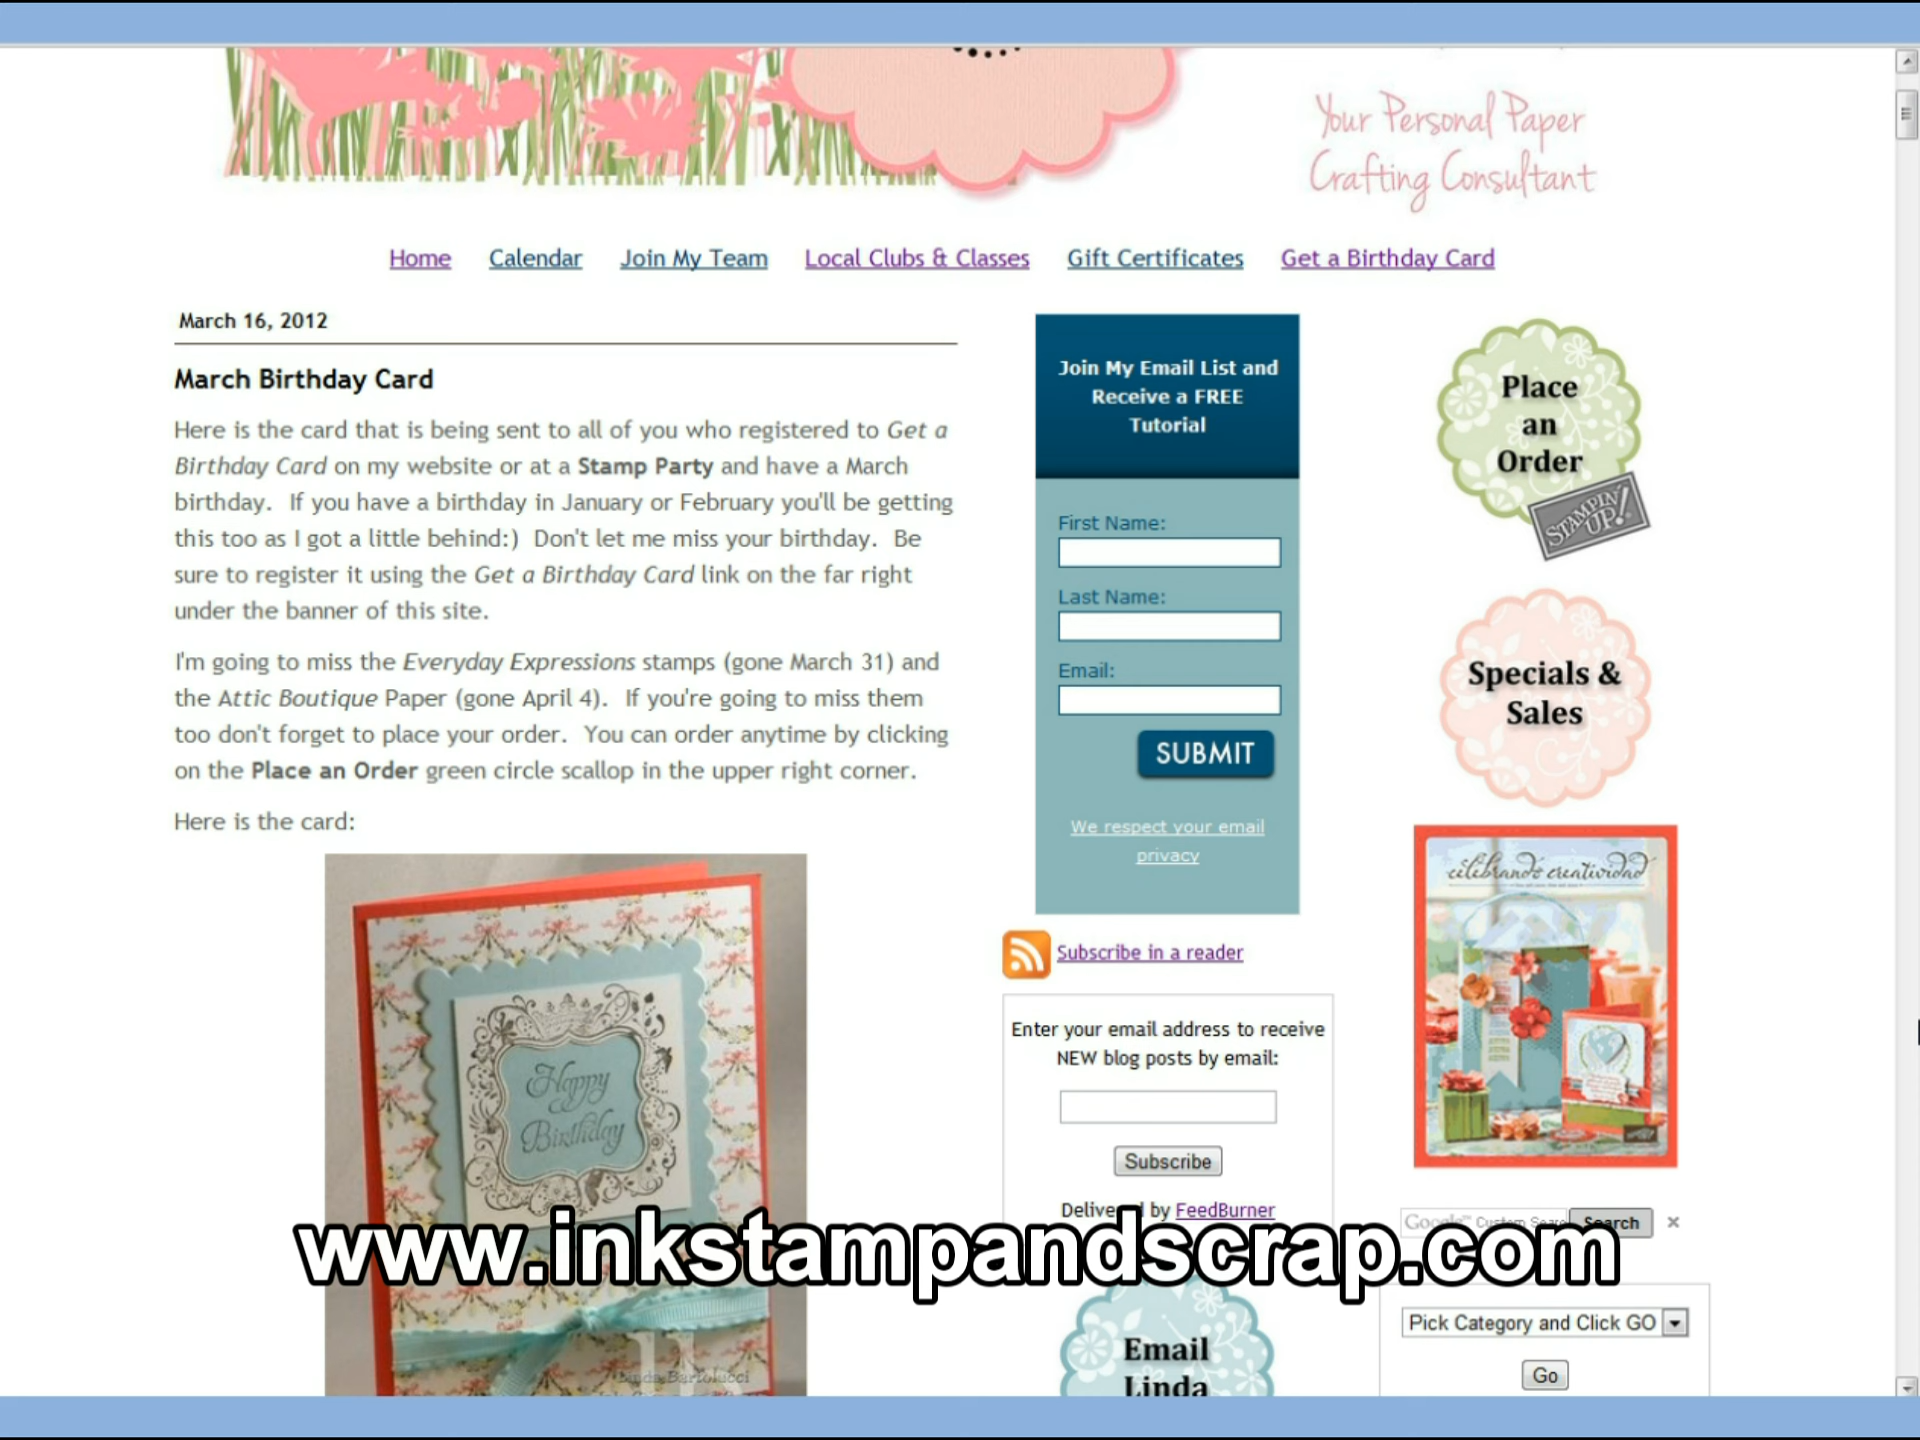 Your Personal Paper
Crafting Consultant
Home Calendar Join My Team Local Clubs & Classes Gift Certificates Get a Birthday Card
March 16, 2012
March Birthday Card
Here is the card that is being sent to all of you who registered to Get a
Birthday Card on my website or at a Stamp Party and have a March
birthday. If you have a birthday in January or February you'll be getting
this too as I got a little behind:) Don't let me miss your birthday. Be
sure to register it using the Get a Birthday Card link on the far right
under the banner of this site.
I'm going to miss the Everyday Expressions stamps (gone March 31) and
the Attic Boutique Paper (gone April 4). If you're going to miss them
too don't forget to place your order. You can order anytime by clicking
on the Place an Order green circle scallop in the upper right corner.
Here is the card:
Happy
Birthday
Linda Bartolucci
Join My Email List and
Receive a FREE
Tutorial
First Name:
Last Name:
Email:
SUBMIT
We respect your email
privacy
Subscribe in a reader
Enter your email address to receive
NEW blog posts by email:
Subscribe
Delivered by FeedBurner
Email
Linda
Place
an
Order
STAMPIN'
UP!
Specials &
Sales
celebrando creatividad
Google™ Custom Search Search ×
Pick Category and Click GO
Go
www.inkstampandscrap.com